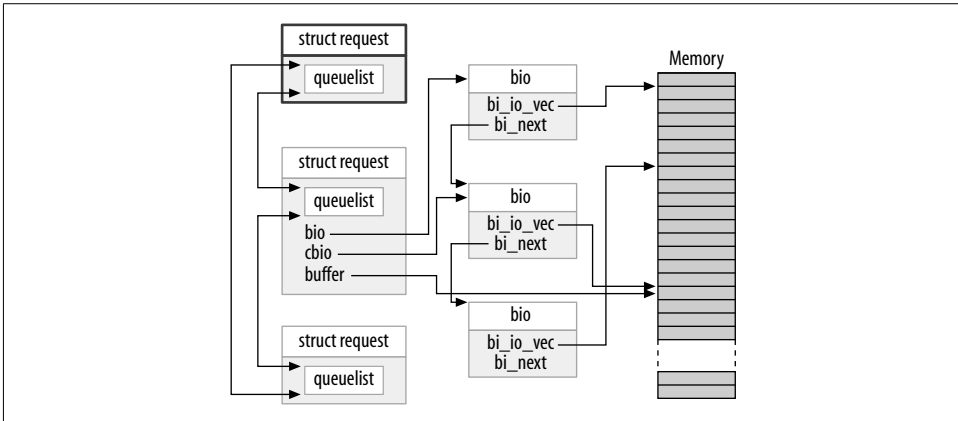 struct request
queuelist
struct request
queuelist
bio
cbio
buffer
struct request
queuelist
bio
bi_io_vec
bi_next
bio
bi_io_vec
bi_next
bio
bi_io_vec
bi_next
Memory